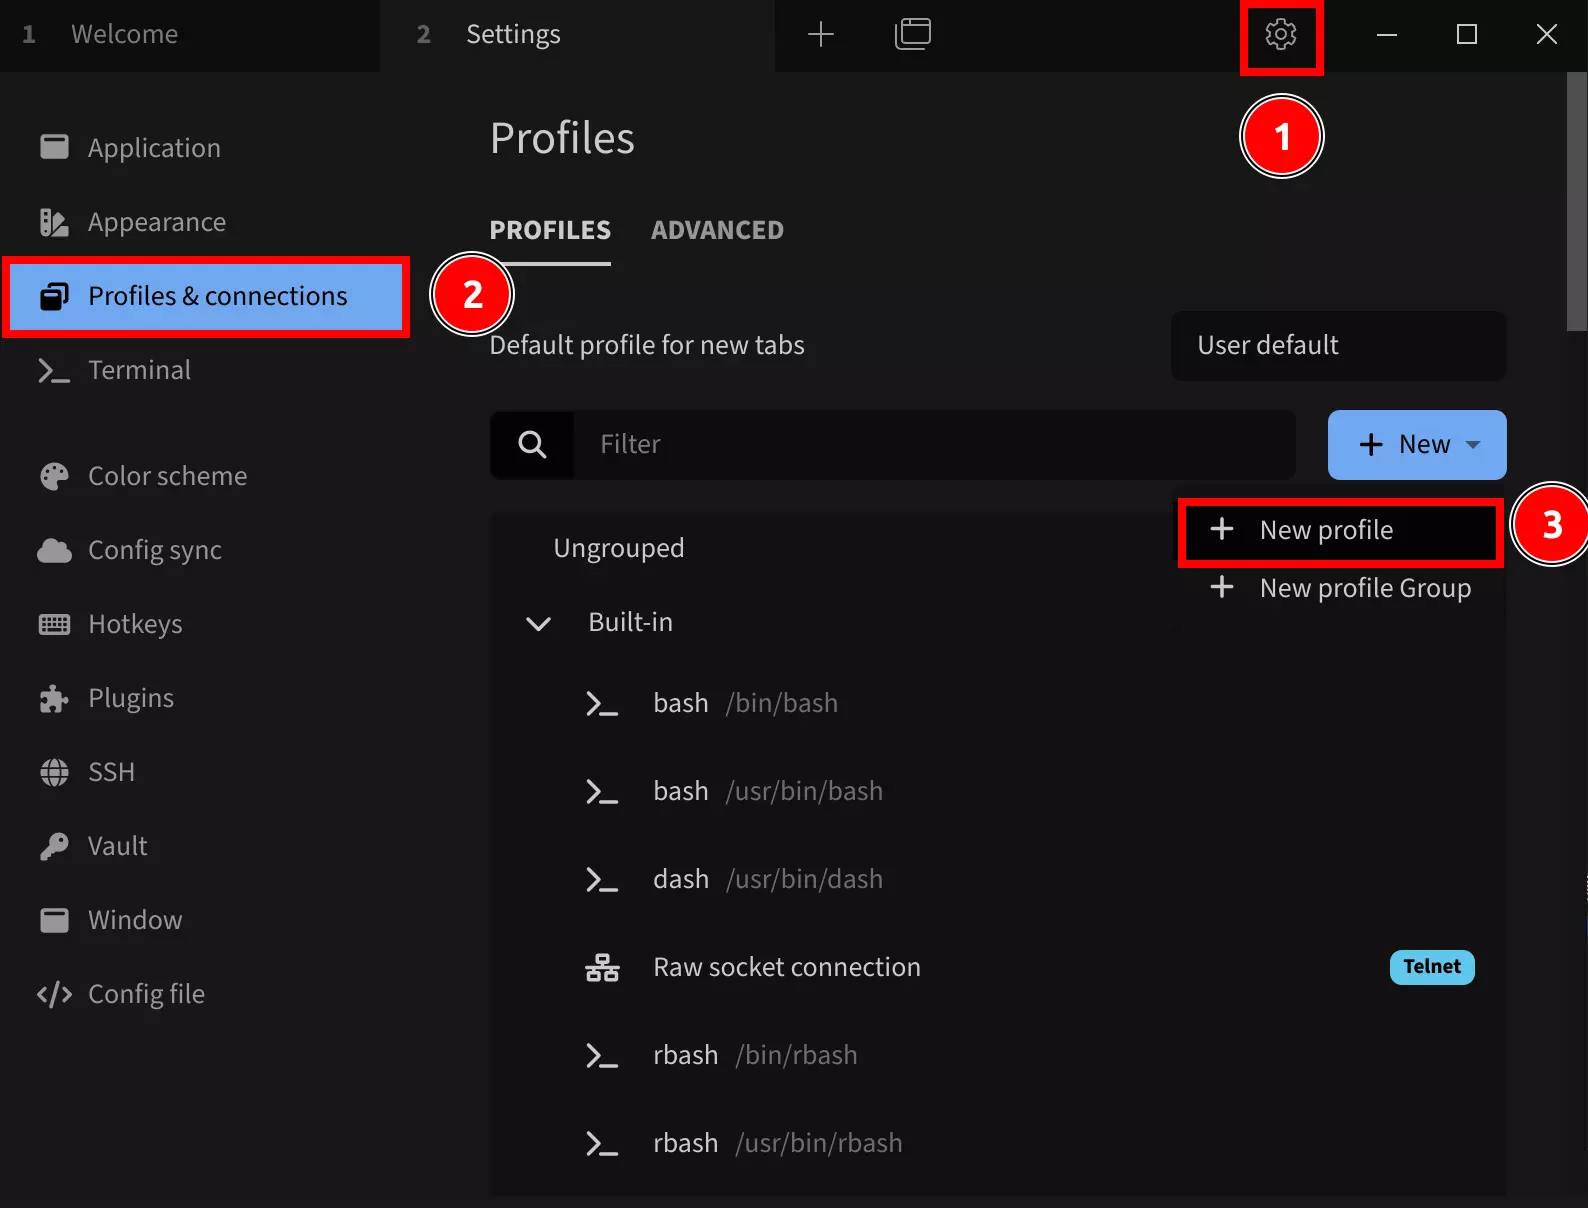 1 Welcome
2 Settings
1
Application
Appearance
Profiles & connections
2
Terminal
Color scheme
Config sync
Hotkeys
Plugins
SSH
Vault
Window
Config file
Profiles
PROFILES ADVANCED
Default profile for new tabs
User default
Filter
New
New profile
3
New profile Group
Ungrouped
Built-in
bash /bin/bash
bash /usr/bin/bash
dash /usr/bin/dash
Raw socket connection Telnet
rbash /bin/rbash
rbash /usr/bin/rbash